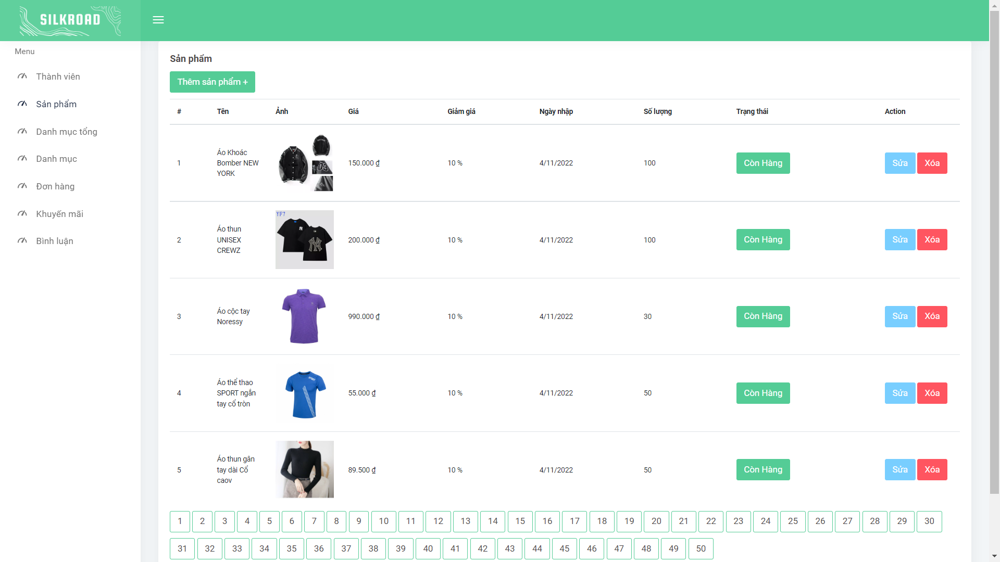 SILKROAD
Menu
Thành viên
Sản phẩm
Danh mục tổng
Danh mục
Đơn hàng
Khuyến mãi
Bình luận
Sản phẩm
Thêm sản phẩm +
# Tên Ảnh Giá Giảm giá Ngày nhập Số lượng Trạng thái Action
1 Áo Khoác Bomber NEW YORK 150.000 ₫ 10 % 4/11/2022 100 Còn Hàng Sửa Xóa
YF7
2 Áo thun UNISEX CREWZ 200.000 ₫ 10 % 4/11/2022 100 Còn Hàng Sửa Xóa
3 Áo cộc tay Noressy 990.000 ₫ 10 % 4/11/2022 30 Còn Hàng Sửa Xóa
SPORT
4 Áo thể thao SPORT ngắn tay cổ tròn 55.000 ₫ 10 % 4/11/2022 50 Còn Hàng Sửa Xóa
5 Áo thun gân tay dài Cổ caov 89.500 ₫ 10 % 4/11/2022 50 Còn Hàng Sửa Xóa
1 2 3 4 5 6 7 8 9 10 11 12 13 14 15 16 17 18 19 20 21 22 23 24 25 26 27 28 29 30
31 32 33 34 35 36 37 38 39 40 41 42 43 44 45 46 47 48 49 50